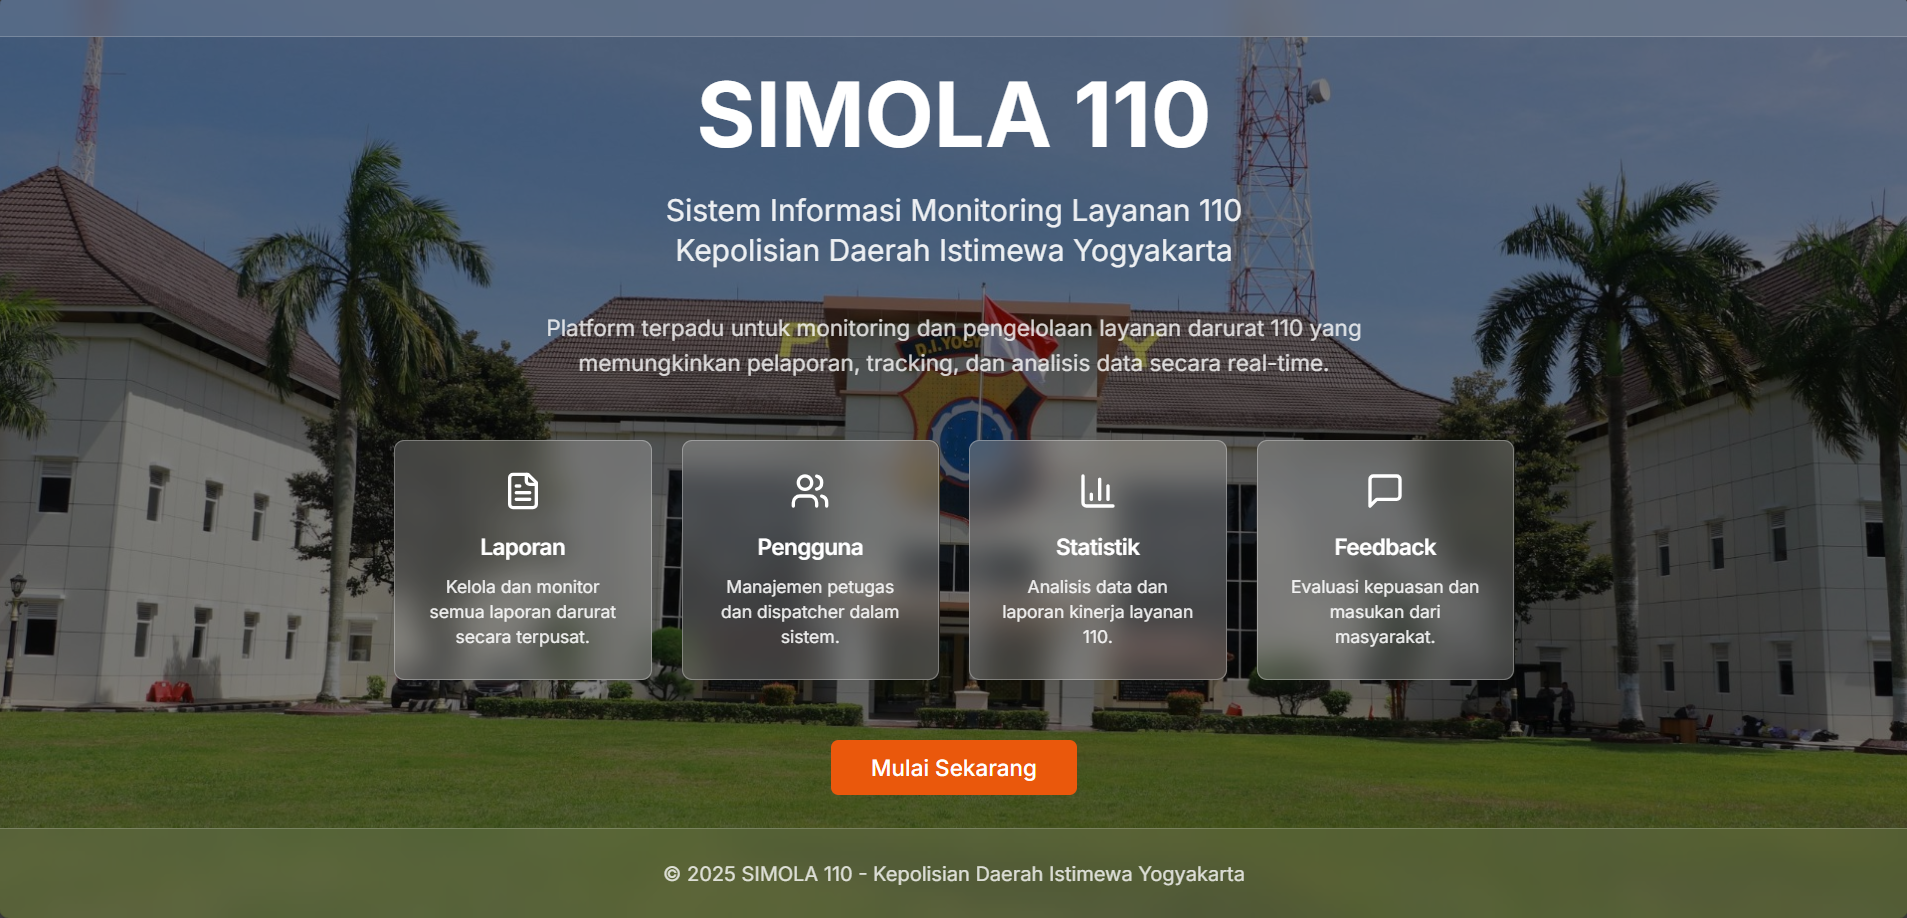 SIMOLA 110
Sistem Informasi Monitoring Layanan 110
Kepolisian Daerah Istimewa Yogyakarta
Platform terpadu untuk monitoring dan pengelolaan layanan darurat 110 yang
memungkinkan pelaporan, tracking, dan analisis data secara real-time.
Laporan
Kelola dan monitor
semua laporan darurat
secara terpusat.
Pengguna
Manajemen petugas
dan dispatcher dalam
sistem.
Statistik
Analisis data dan
laporan kinerja layanan
110.
Feedback
Evaluasi kepuasan dan
masukan dari
masyarakat.
Mulai Sekarang
© 2025 SIMOLA 110 - Kepolisian Daerah Istimewa Yogyakarta